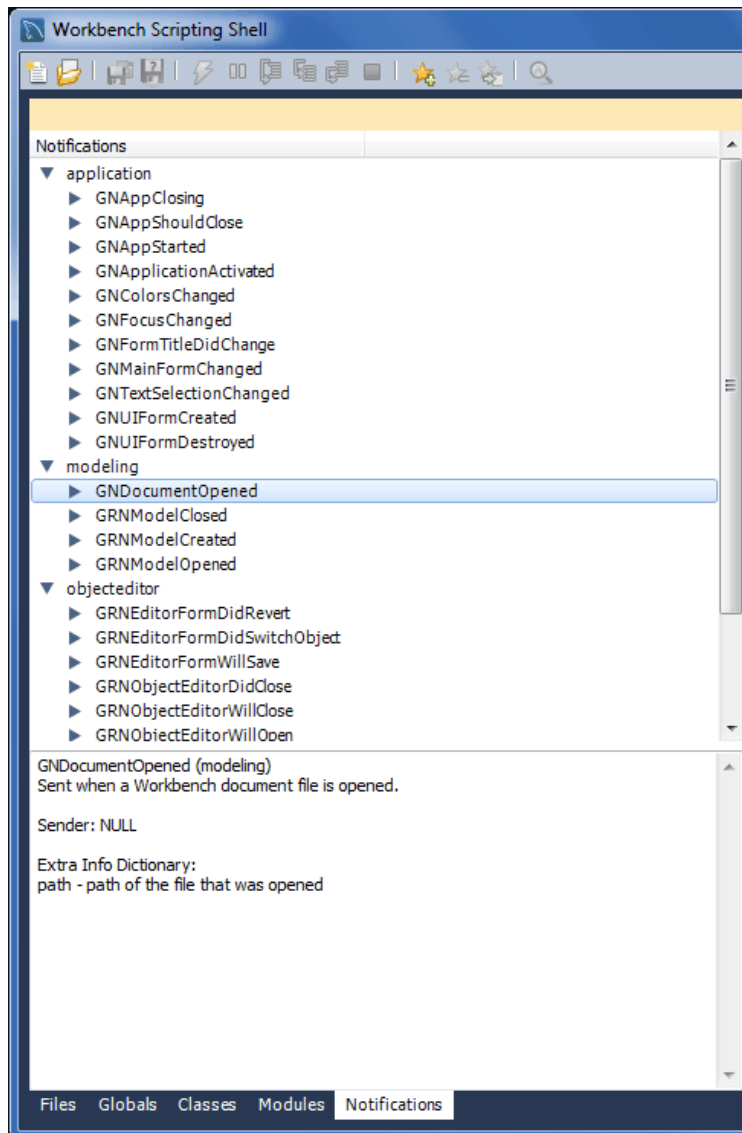 Workbench Scripting Shell
Notifications
application
GNAppClosing
GNAppShouldClose
GNAppStarted
GNApplicationActivated
GNColorsChanged
GNFocusChanged
GNFormTitleDidChange
GNMainFormChanged
GNTextSelectionChanged
GNUIFormCreated
GNUIFormDestroyed
modeling
GNDocumentOpened
GRNModelClosed
GRNModelCreated
GRNModelOpened
objecteditor
GRNEditorFormDidRevert
GRNEditorFormDidSwitchObject
GRNEditorFormWillSave
GRNObjectEditorDidClose
GRNObjectEditorWillClose
GRNObjectEditorWillOpen
GNDocumentOpened (modeling)
Sent when a Workbench document file is opened.
Sender: NULL
Extra Info Dictionary:
path - path of the file that was opened
Files Globals Classes Modules Notifications